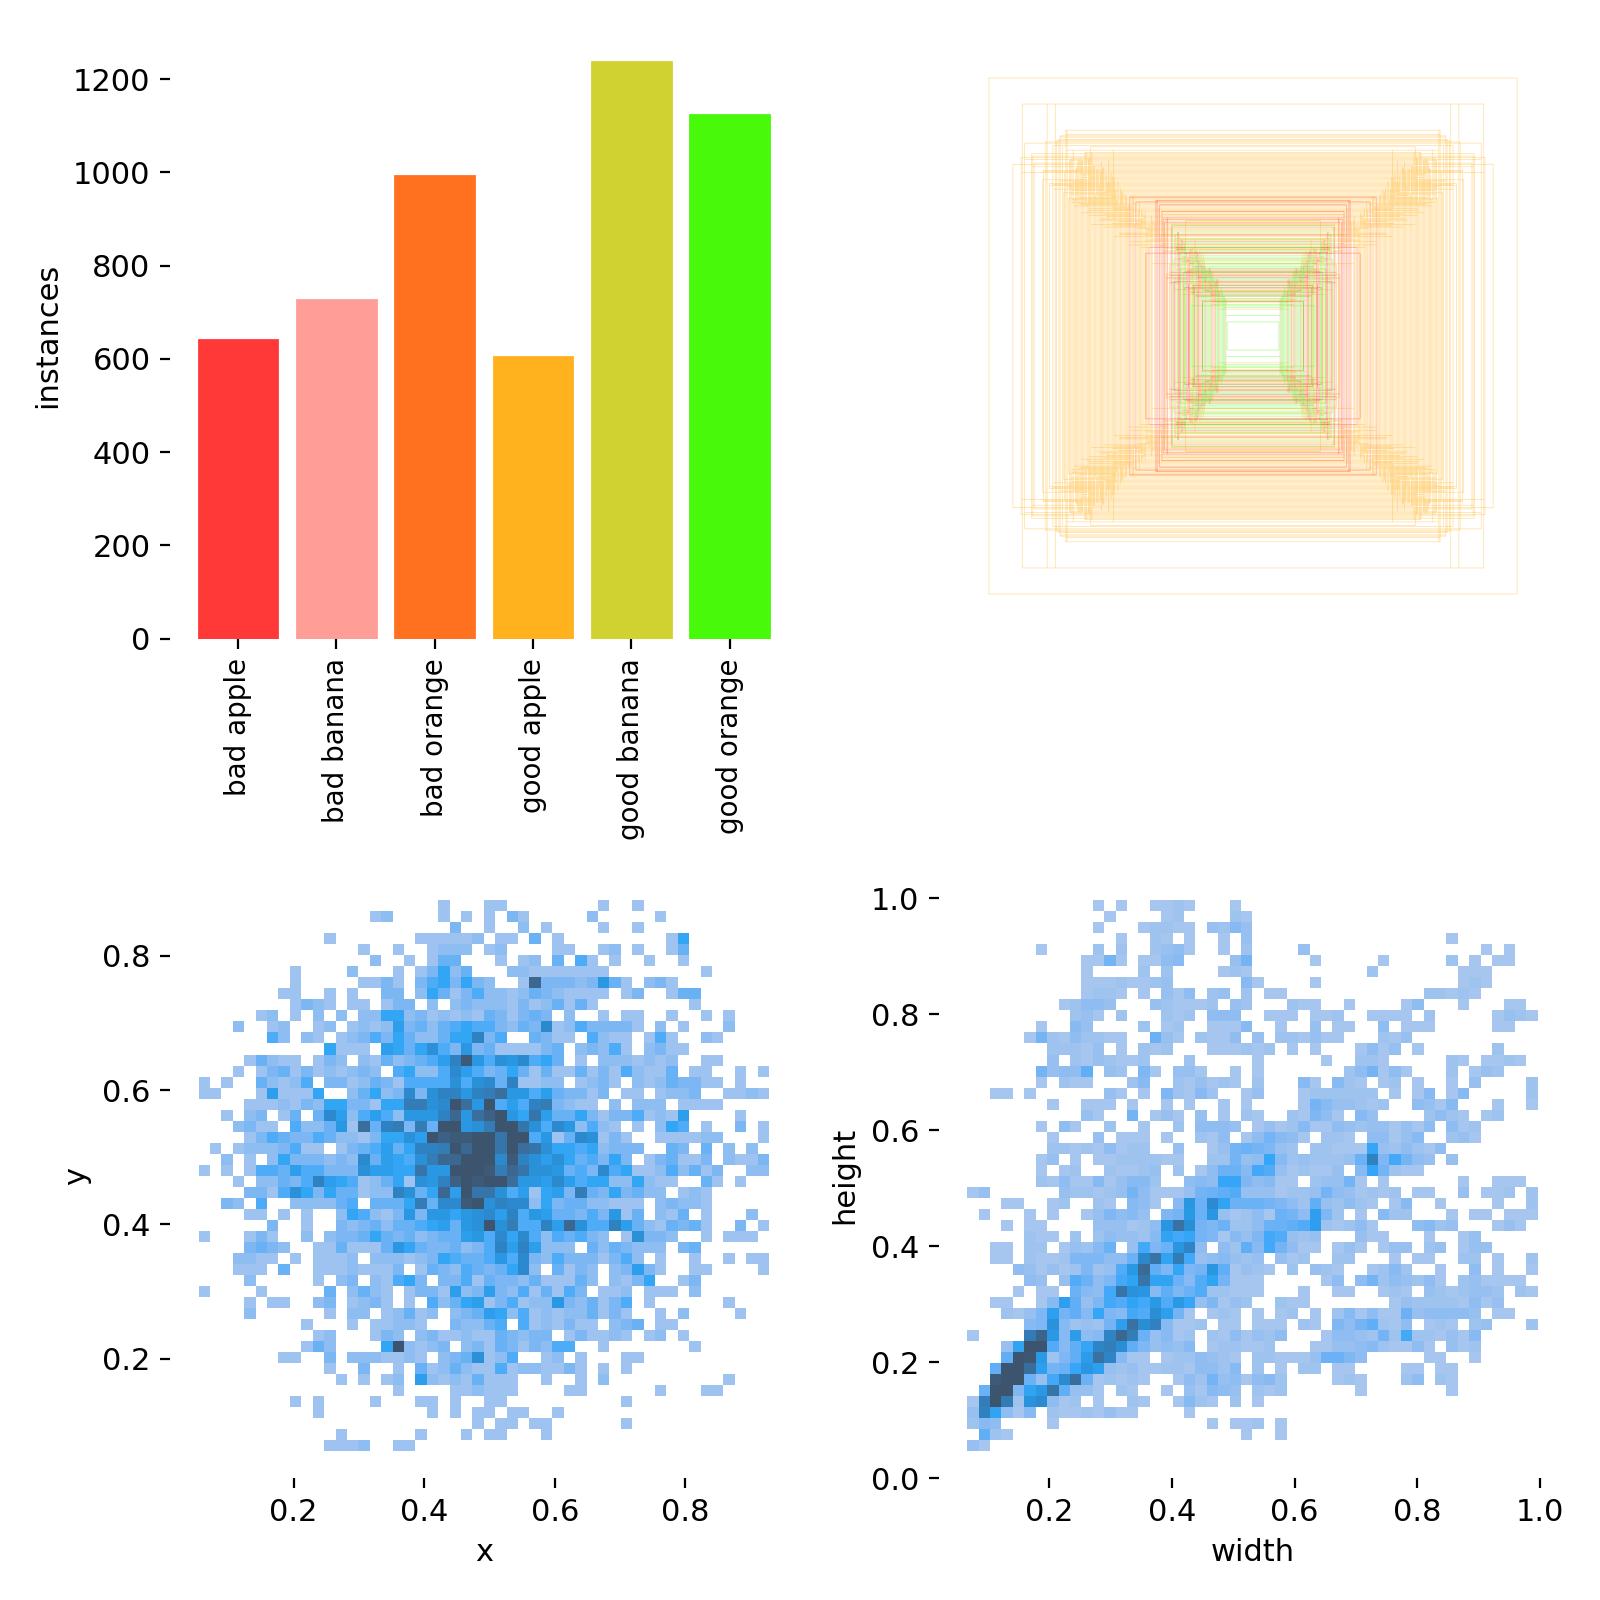 1200
1000
800
600
400
200
0
instances
bad apple
bad banana
bad orange
good apple
good banana
good orange
0.8
0.6
0.4
0.2
y
0.2 0.4 0.6 0.8
x
1.0
0.8
0.6
0.4
0.2
0.0
height
0.2 0.4 0.6 0.8 1.0
width